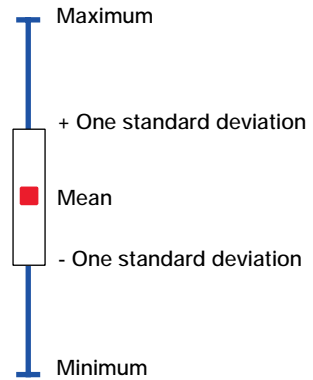 Maximum
+ One standard deviation
Mean
- One standard deviation
Minimum